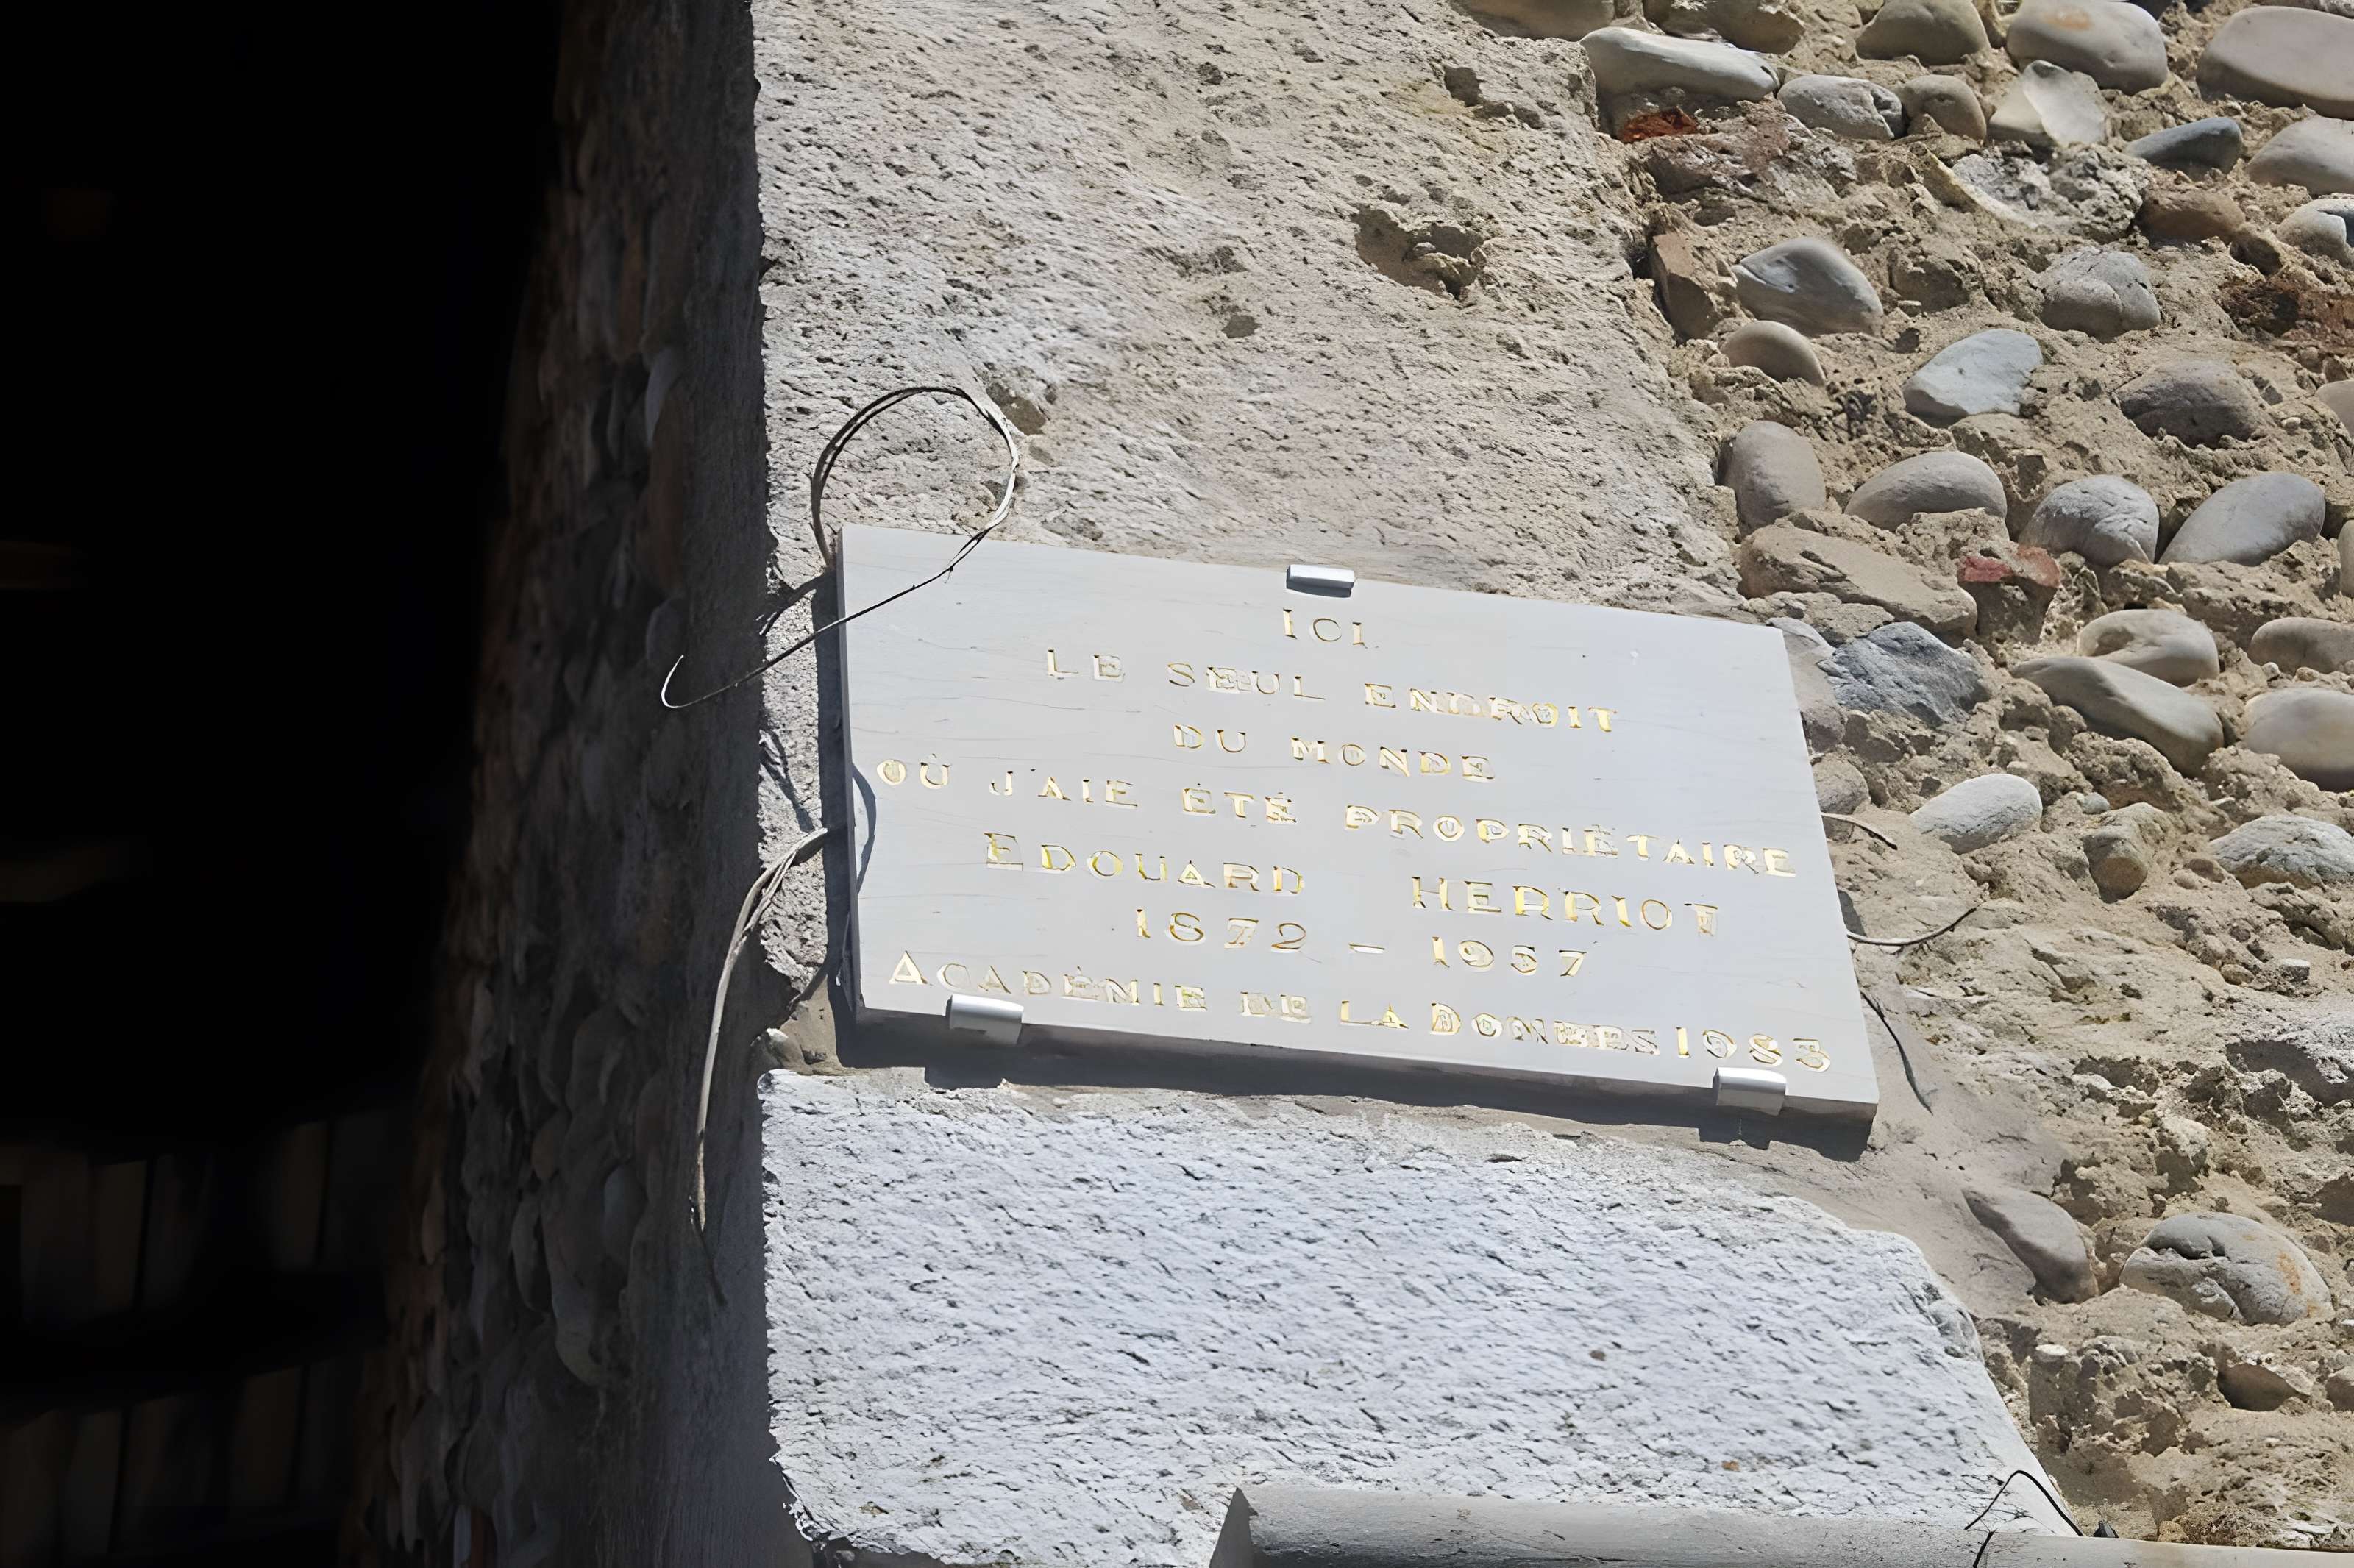 ICI
LE SEUL ENDROIT
DU MONDE
OÙ J'AIE ÉTÉ PROPRIÉTAIRE
EDOUARD HERRIOT
1872 - 1957
ACADÉMIE DE LA DOMBES 1983